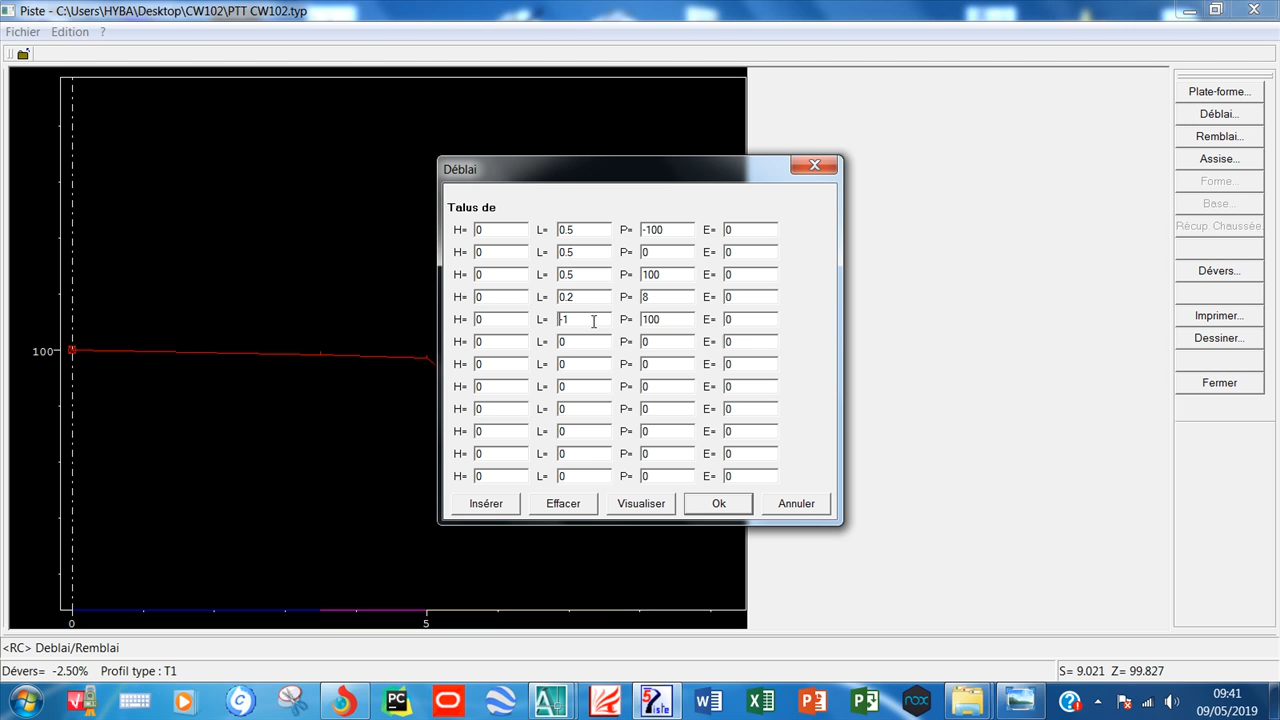 Piste - C:\Users\HYBA\Desktop\CW102\PTT CW102.typ
Fichier Edition ?
Plate-forme...
Déblai...
Remblai...
Assise...
Forme...
Base...
Récup. Chaussée
Dévers...
Imprimer...
Dessiner...
Fermer
100
0 5
Déblai
Talus de
H= 0 L= 0.5 P= -100 E= 0
H= 0 L= 0.5 P= 0 E= 0
H= 0 L= 0.5 P= 100 E= 0
H= 0 L= 0.2 P= 8 E= 0
H= 0 L= -1 P= 100 E= 0
H= 0 L= 0 P= 0 E= 0
H= 0 L= 0 P= 0 E= 0
H= 0 L= 0 P= 0 E= 0
H= 0 L= 0 P= 0 E= 0
H= 0 L= 0 P= 0 E= 0
H= 0 L= 0 P= 0 E= 0
H= 0 L= 0 P= 0 E= 0
Insérer Effacer Visualiser Ok Annuler
<RC> Deblai/Remblai
Dévers= -2.50% Profil type : T1 S= 9.021 Z= 99.827
09:41
09/05/2019